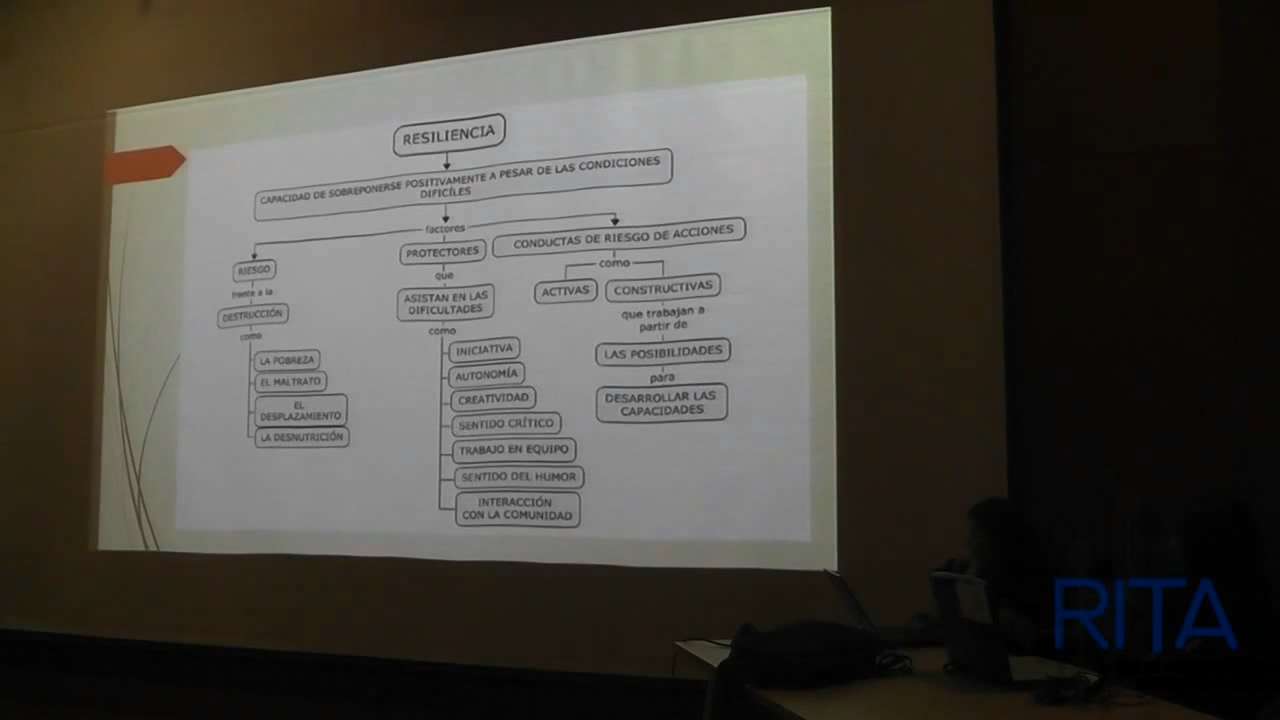 RESILIENCIA
CAPACIDAD DE SOBREPONERSE POSITIVAMENTE A PESAR DE LAS CONDICIONES
DIFICÍLES
factores
RIESGO
frente a la
DESTRUCCIÓN
como
LA POBREZA
EL MALTRATO
EL
DESPLAZAMIENTO
LA DESNUTRICIÓN
PROTECTORES
que
ASISTAN EN LAS
DIFICULTADES
como
INICIATIVA
AUTONOMÍA
CREATIVIDAD
SENTIDO CRÍTICO
TRABAJO EN EQUIPO
SENTIDO DEL HUMOR
INTERACCIÓN
CON LA COMUNIDAD
CONDUCTAS DE RIESGO DE ACCIONES
como
ACTIVAS
CONSTRUCTIVAS
que trabajan a
partir de
LAS POSIBILIDADES
para
DESARROLLAR LAS
CAPACIDADES
RITA